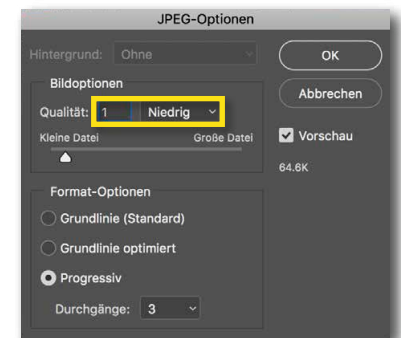 JPEG-Optionen
Hintergrund: Ohne
OK
Bildoptionen
Abbrechen
Qualität: 1 Niedrig
Kleine Datei Große Datei
Vorschau
64.6K
Format-Optionen
Grundlinie (Standard)
Grundlinie optimiert
Progressiv
Durchgänge: 3